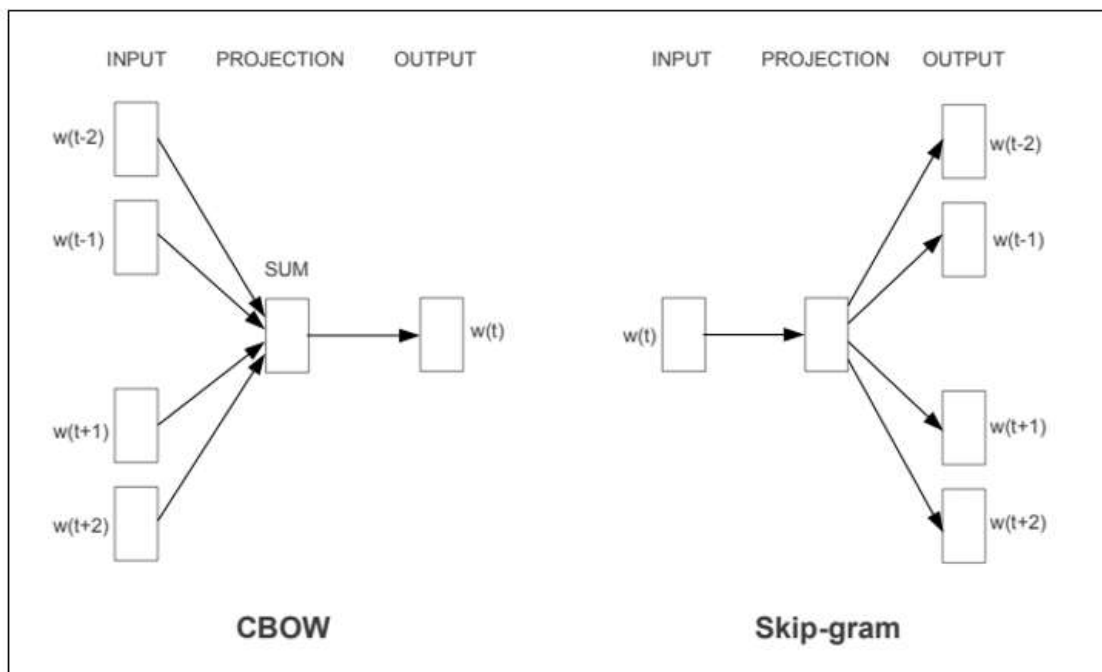 INPUT PROJECTION OUTPUT
w(t-2)
w(t-1)
SUM
w(t)
w(t+1)
w(t+2)
CBOW
INPUT PROJECTION OUTPUT
w(t-2)
w(t-1)
w(t)
w(t+1)
w(t+2)
Skip-gram